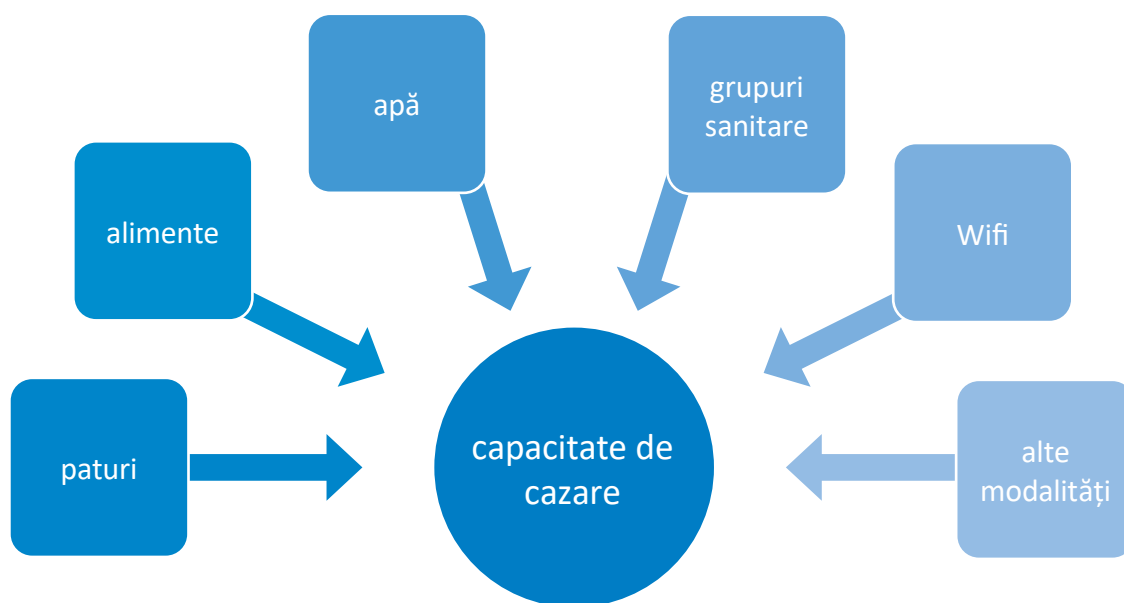 apă
grupuri
sanitare
alimente
Wifi
paturi
capacitate de
cazare
alte
modalități